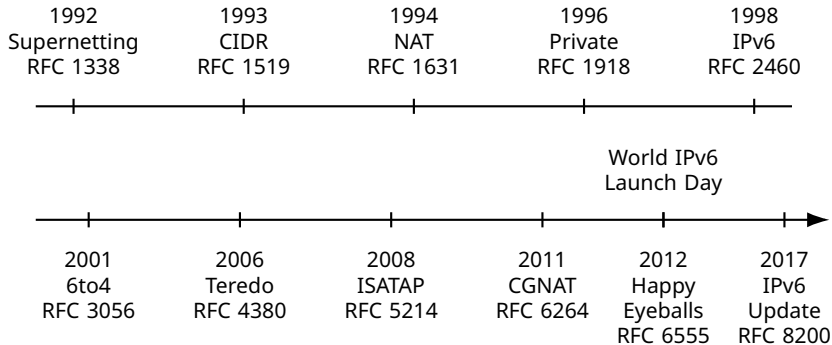 1992
Supernetting
RFC 1338
1993
CIDR
RFC 1519
1994
NAT
RFC 1631
1996
Private
RFC 1918
1998
IPv6
RFC 2460
World IPv6
Launch Day
2001
6to4
RFC 3056
2006
Teredo
RFC 4380
2008
ISATAP
RFC 5214
2011
CGNAT
RFC 6264
2012
Happy
Eyeballs
RFC 6555
2017
IPv6
Update
RFC 8200